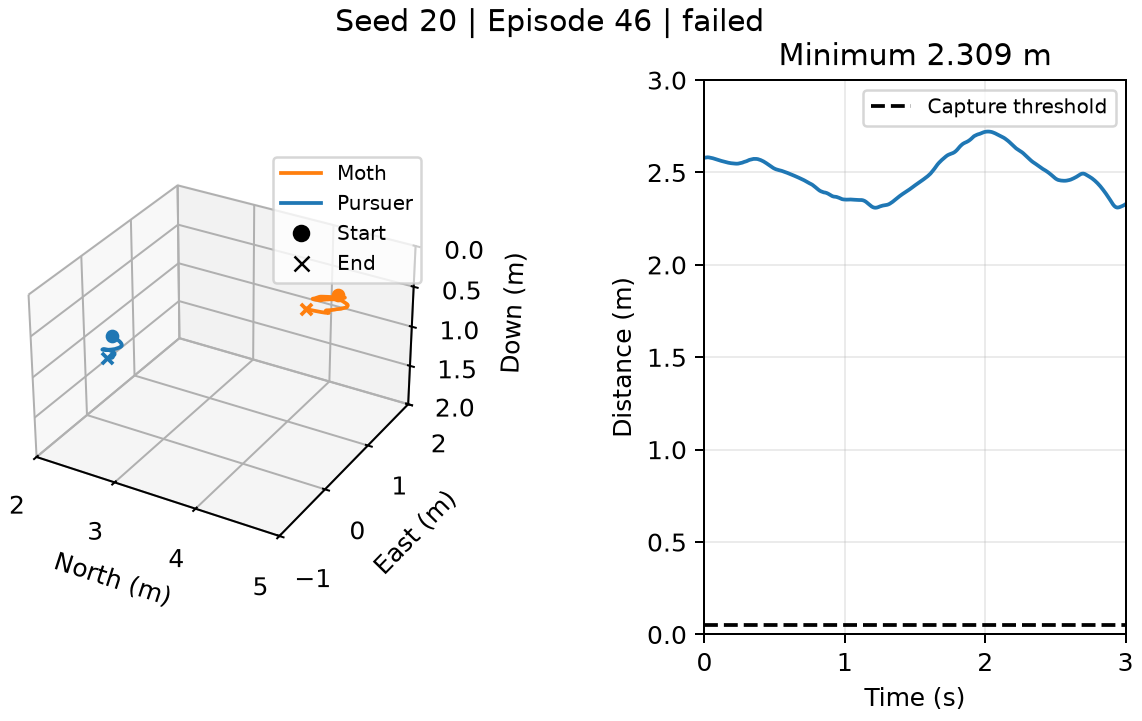 Seed 20 | Episode 46 | failed
Minimum 2.309 m
Moth
Pursuer
Start
End
0.0
0.5
1.0
1.5
2.0
Down (m)
2
1
0
−1
East (m)
2
3
4
5
North (m)
Capture threshold
3.0
2.5
2.0
1.5
1.0
0.5
0.0
Distance (m)
0
1
2
3
Time (s)